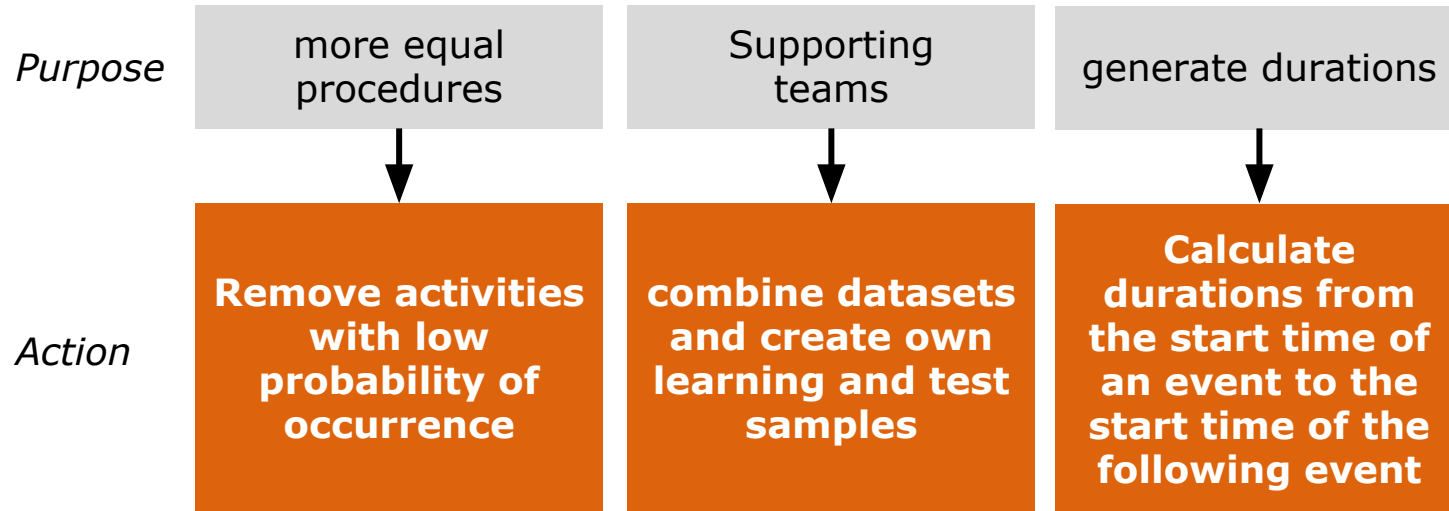 Purpose
more equal
procedures
Supporting
teams
generate durations
Action
Remove activities
with low
probability of
occurrence
combine datasets
and create own
learning and test
samples
Calculate
durations from
the start time of
an event to the
start time of the
following event